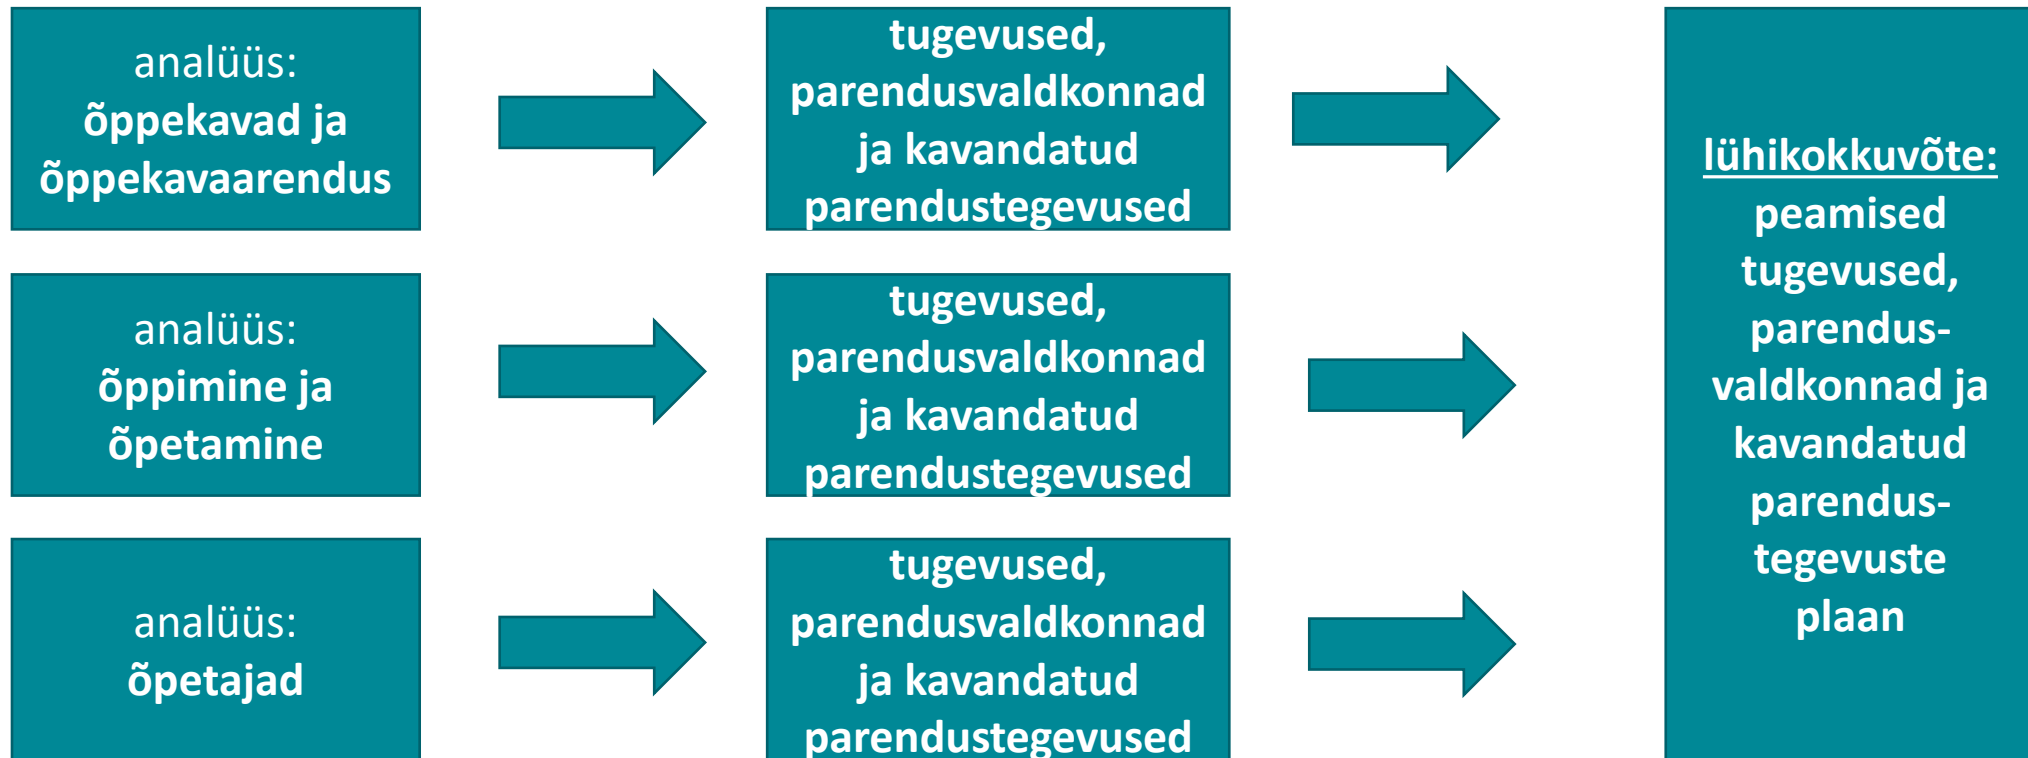 analüüs:
õppekavad ja
õppekavaarendus
tugevused,
parendusvaldkonnad
ja kavandatud
parendustegevused
analüüs:
õppimine ja
õpetamine
tugevused,
parendusvaldkonnad
ja kavandatud
parendustegevused
analüüs:
õpetajad
tugevused,
parendusvaldkonnad
ja kavandatud
parendustegevused
lühikokkuvõte:
peamised
tugevused,
parendus-
valdkonnad ja
kavandatud
parendus-
tegevuste
plaan